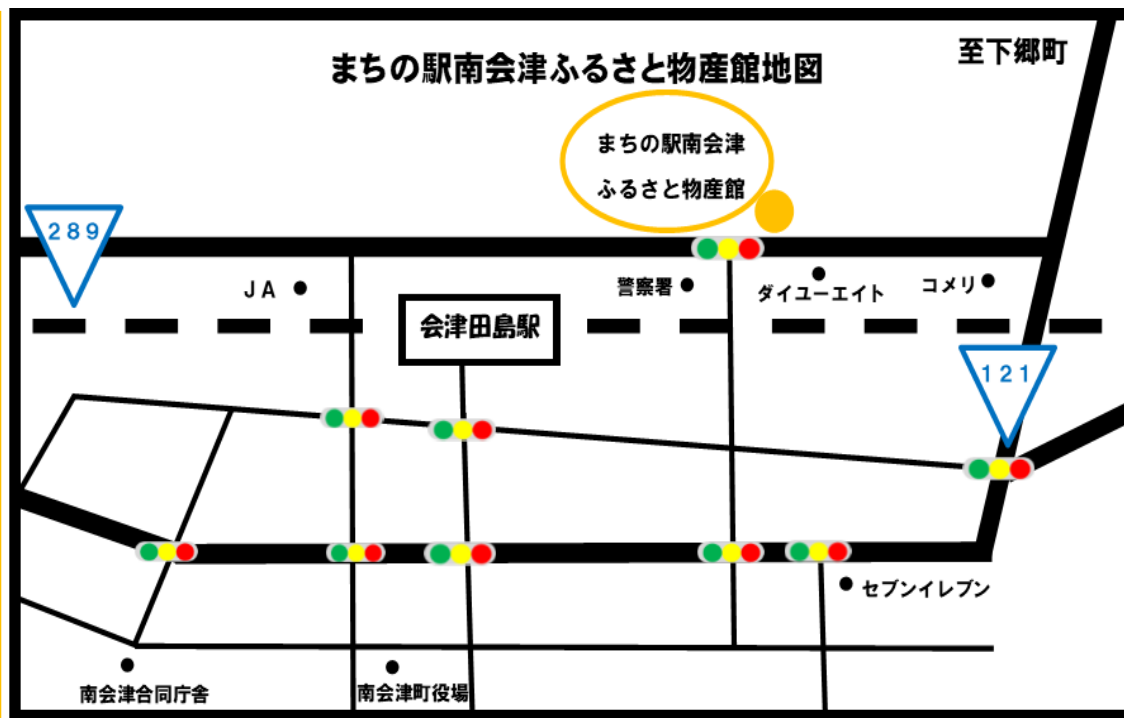 まちの駅南会津ふるさと物産館地図
至下郷町
まちの駅南会津
ふるさと物産館
289
JA
警察署
ダイユーエイト
コメリ
会津田島駅
121
セブンイレブン
南会津合同庁舎
南会津町役場